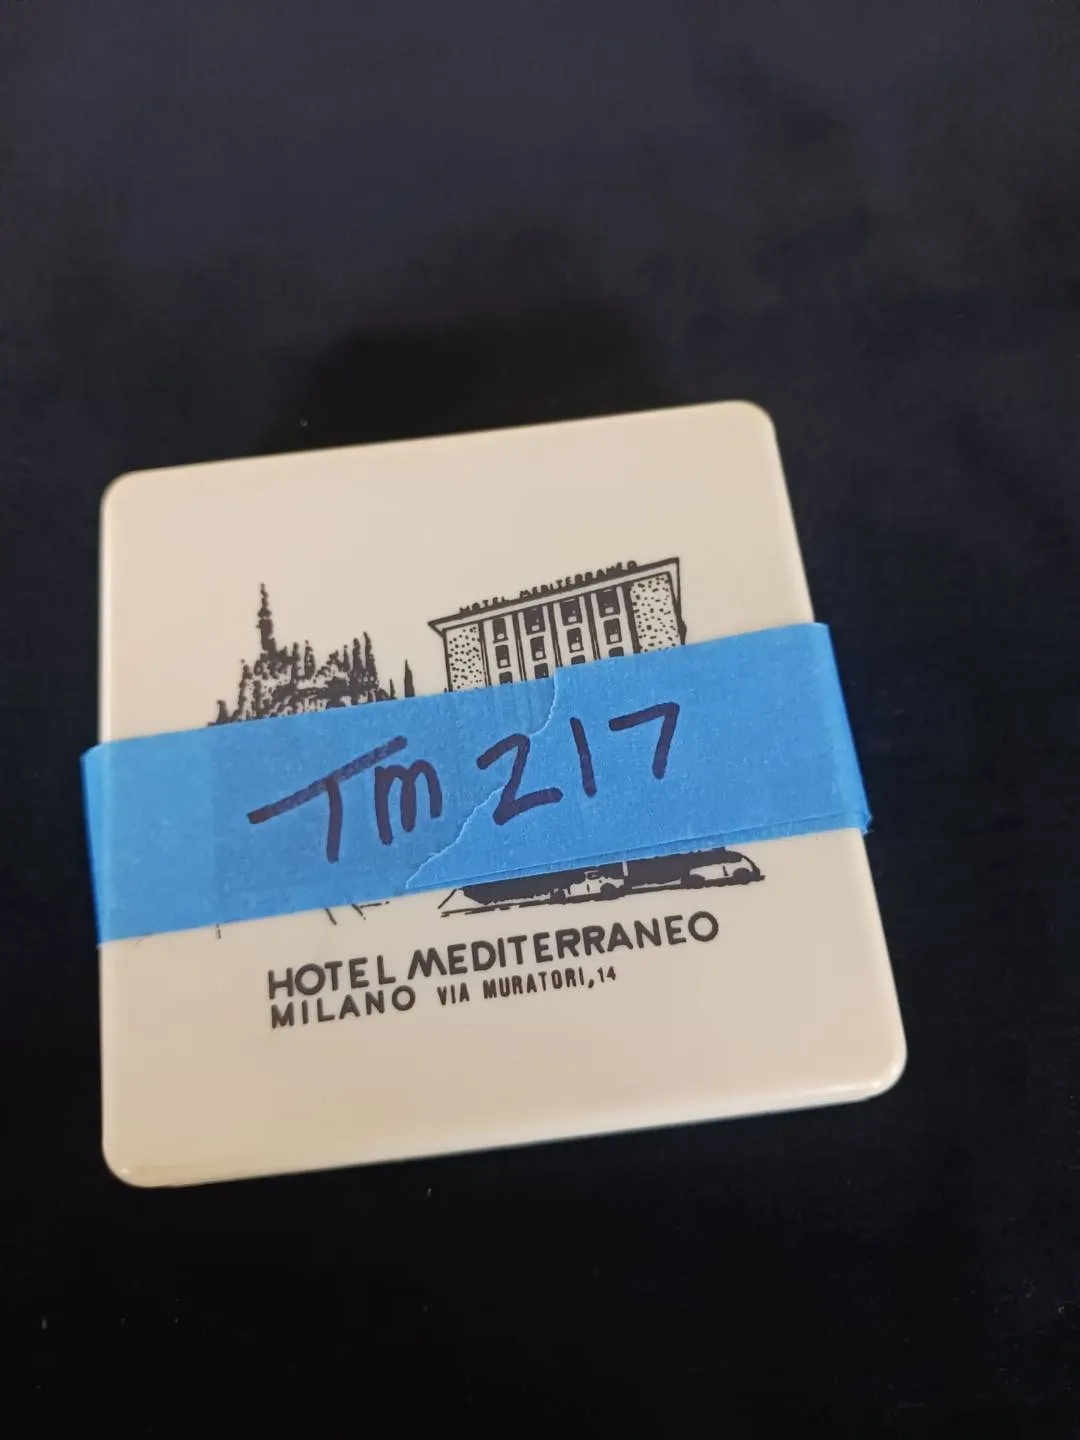 HOTEL MEDITERRANEO
TM 217
HOTEL MEDITERRANEO
MILANO VIA MURATORI, 14